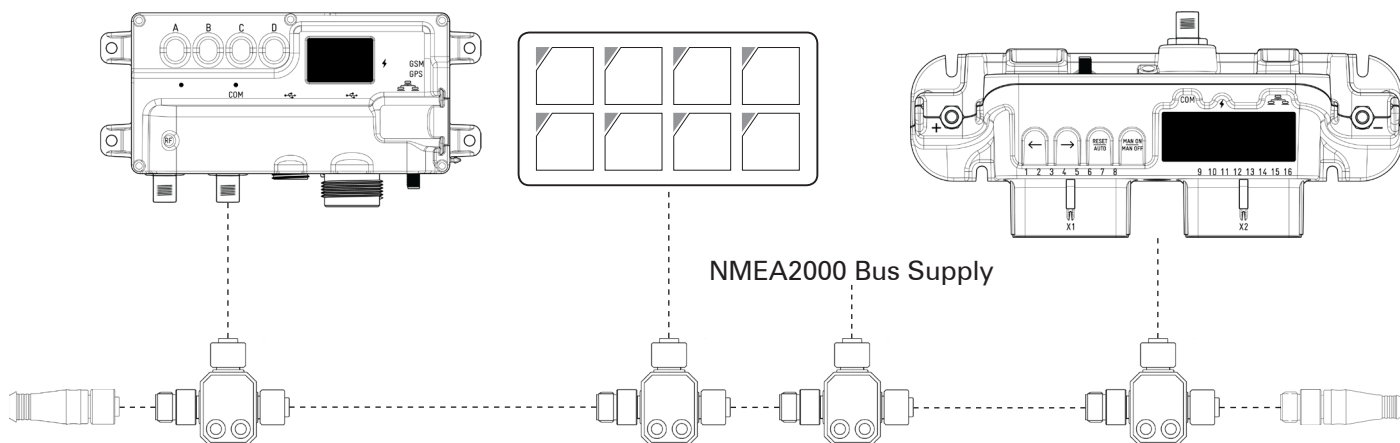 A B C D
GSM
GPS
COM
RF
COM
+ −
← → RESET AUTO MAN ON MAN OFF
1 2 3 4 5 6 7 8 9 10 11 12 13 14 15 16
X1 X2
NMEA2000 Bus Supply